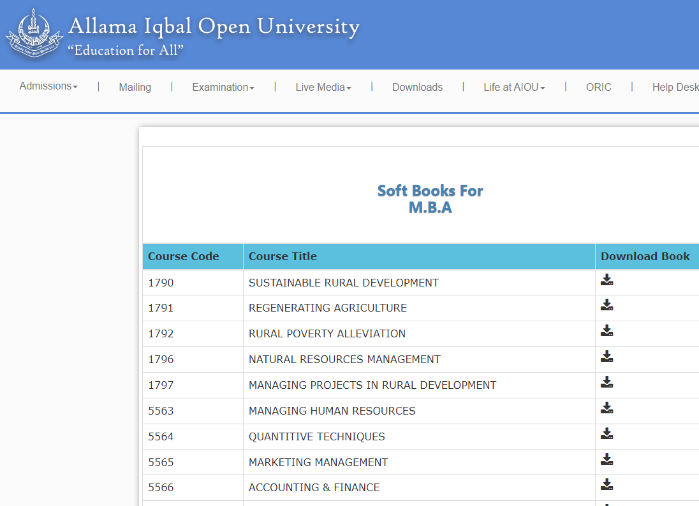 Allama Iqbal Open University
“Education for All”
Admissions | Mailing | Examination | Live Media | Downloads | Life at AIOU | ORIC | Help Desk
Soft Books For
M.B.A
Course Code Course Title Download Book
1790 SUSTAINABLE RURAL DEVELOPMENT
1791 REGENERATING AGRICULTURE
1792 RURAL POVERTY ALLEVIATION
1796 NATURAL RESOURCES MANAGEMENT
1797 MANAGING PROJECTS IN RURAL DEVELOPMENT
5563 MANAGING HUMAN RESOURCES
5564 QUANTITIVE TECHNIQUES
5565 MARKETING MANAGEMENT
5566 ACCOUNTING & FINANCE